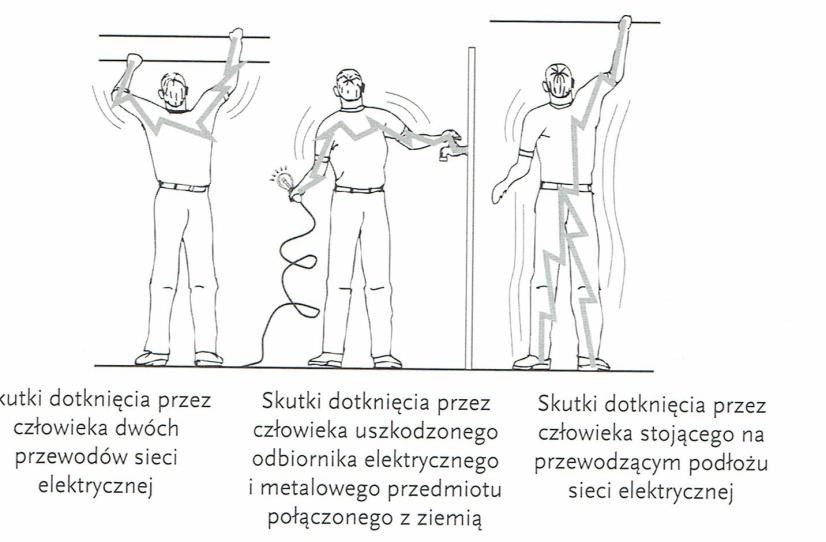 kutki dotknięcia przez
człowieka dwóch
przewodów sieci
elektrycznej
Skutki dotknięcia przez
człowieka uszkodzonego
odbiornika elektrycznego
i metalowego przedmiotu
połączonego z ziemią
Skutki dotknięcia przez
człowieka stojącego na
przewodzącym podłożu
sieci elektrycznej